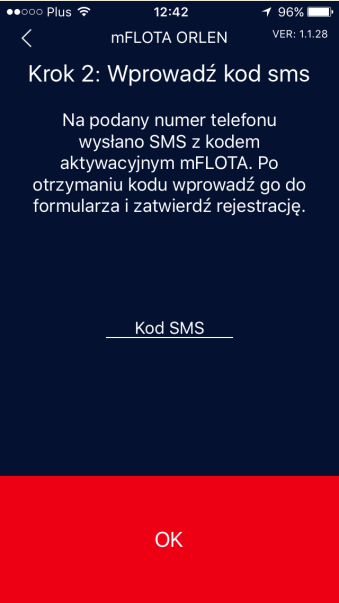 Plus 12:42 96%
mFLOTA ORLEN VER: 1.1.28
Krok 2: Wprowadź kod sms
Na podany numer telefonu
wysłano SMS z kodem
aktywacyjnym mFLOTA. Po
otrzymaniu kodu wprowadź go do
formularza i zatwierdź rejestrację.
Kod SMS
OK